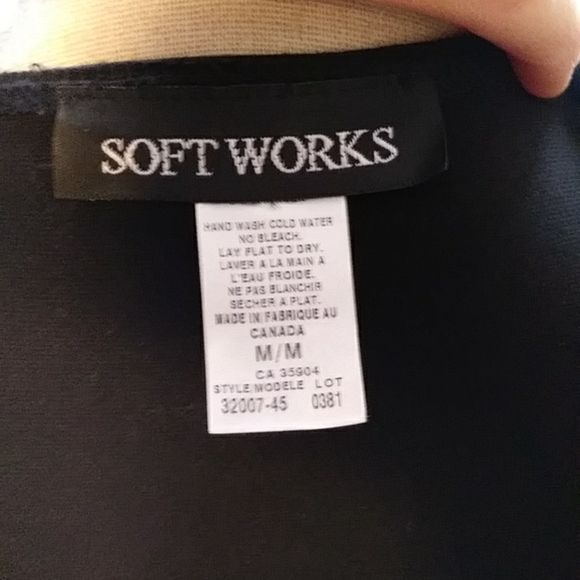 SOFT WORKS
HAND WASH COLD WATER
NO BLEACH.
LAY FLAT TO DRY.
LAVER A LA MAIN A
L'EAU FROIDE.
NE PAS BLANCHIR
SECHER A PLAT.
MADE IN/FABRIQUE AU
CANADA
M/M
CA 35904
STYLE/MODELE LOT
32007-45 0381